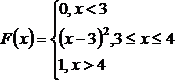 F(x) = { 0, x < 3
(x − 3)², 3 ≤ x ≤ 4
1, x > 4